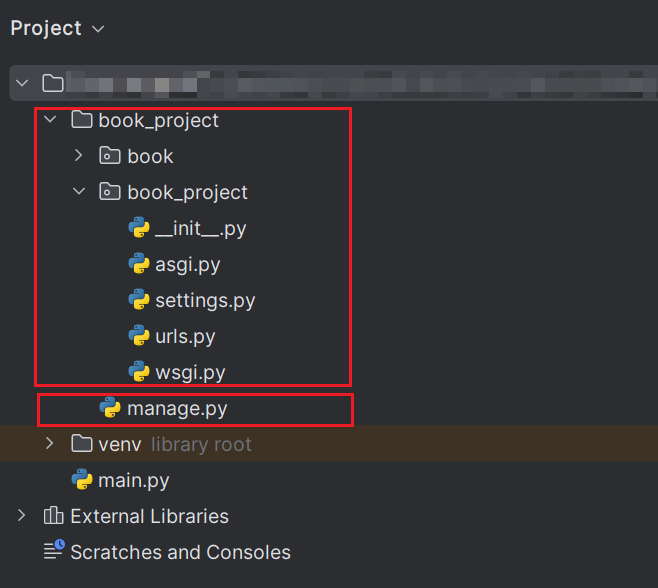 Project
book_project
book
book_project
__init__.py
asgi.py
settings.py
urls.py
wsgi.py
manage.py
venv library root
main.py
External Libraries
Scratches and Consoles